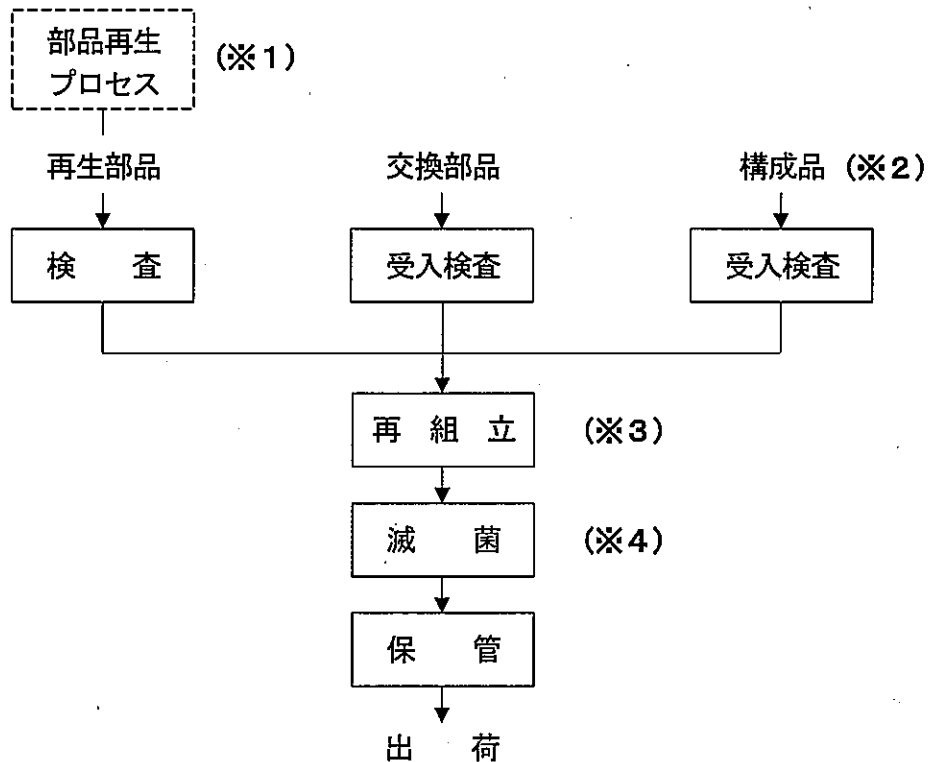 部品再生
プロセス
(※1)
再生部品
交換部品
構成品 (※2)
検 査
受入検査
受入検査
再 組 立
(※3)
滅 菌
(※4)
保 管
出 荷